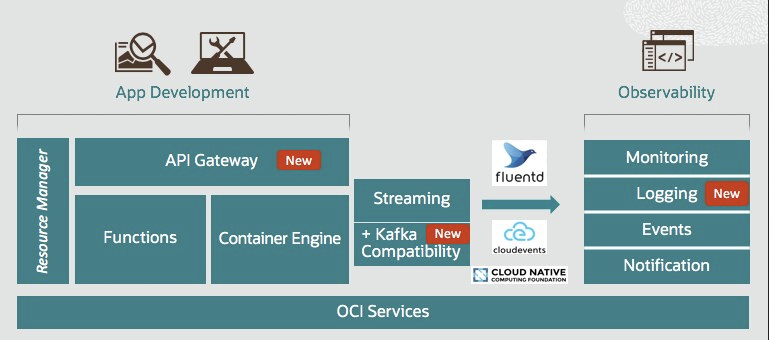 App Development
Observability
Resource Manager
API Gateway
New
Functions
Container Engine
Streaming
+ Kafka
New
Compatibility
fluentd
cloudevents
CLOUD NATIVE
COMPUTING FOUNDATION
Monitoring
Logging
New
Events
Notification
OCI Services